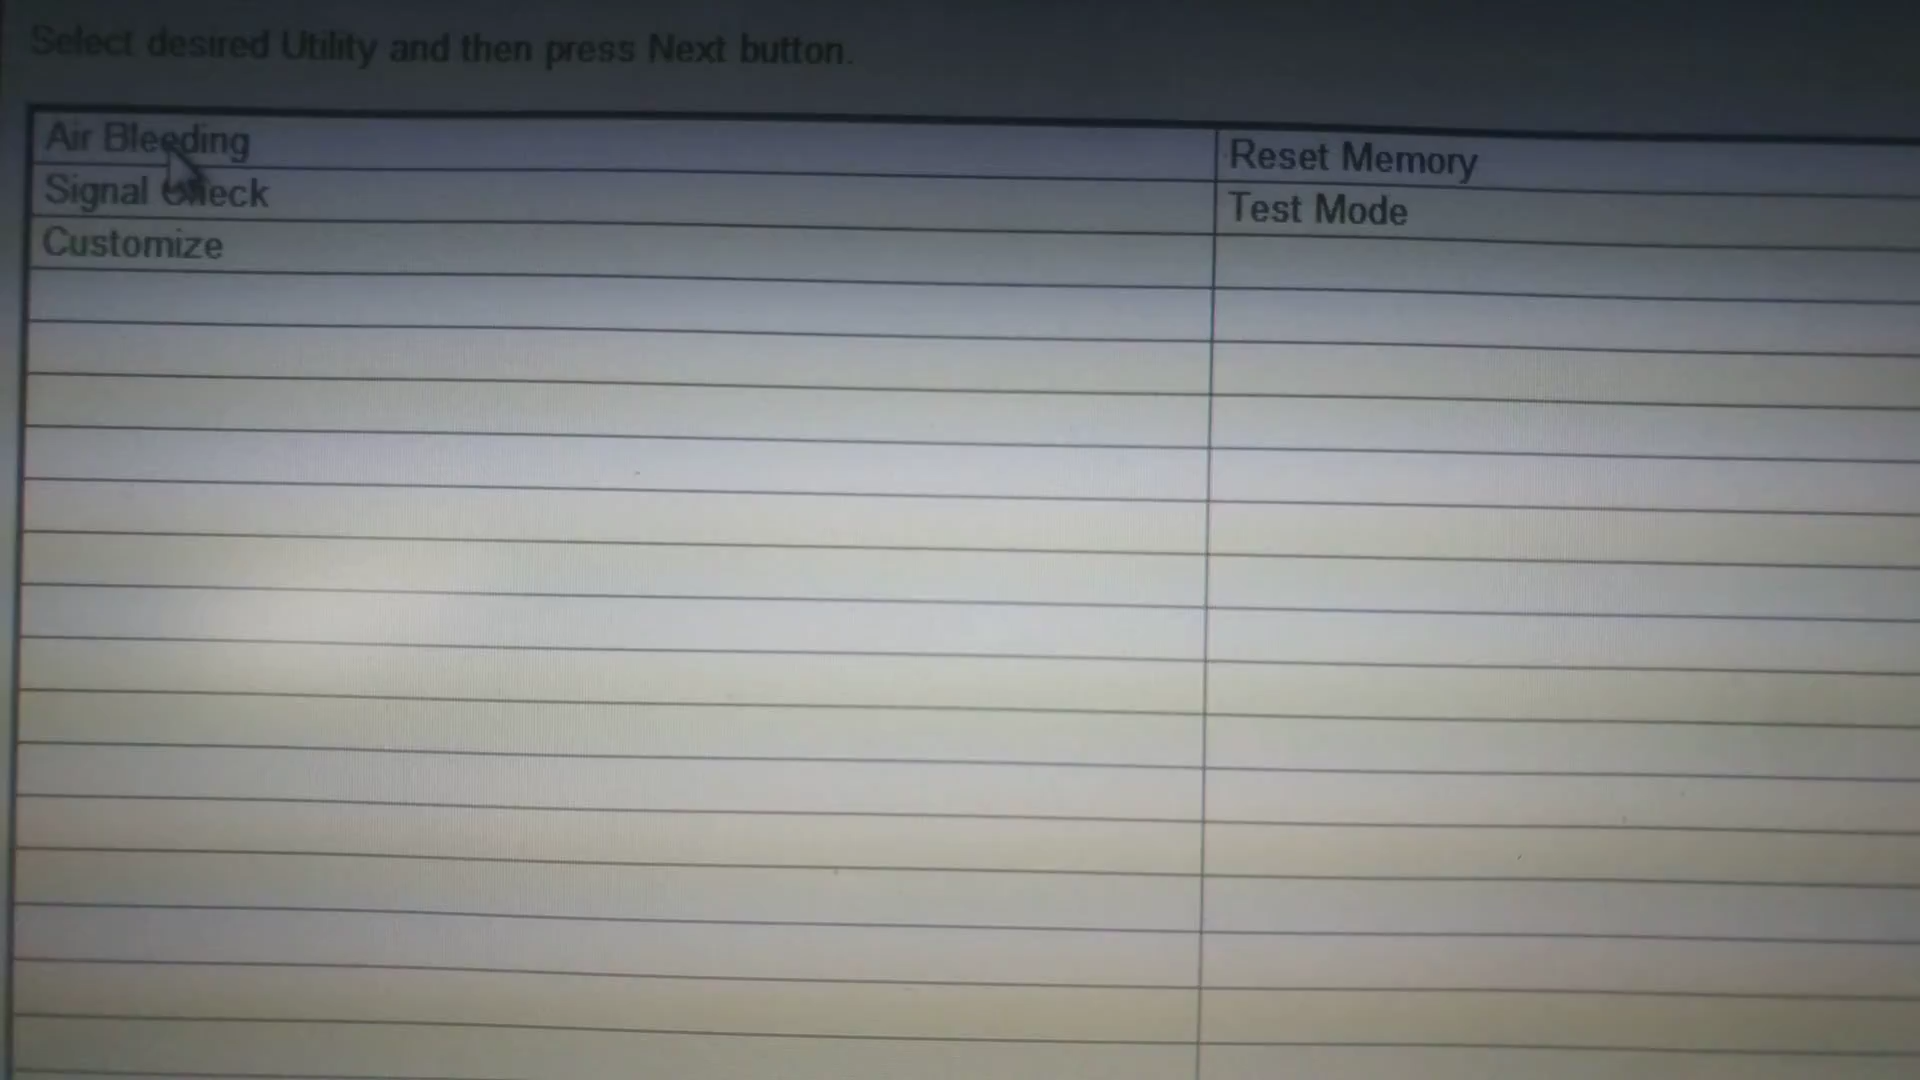 Select desired Utility and then press Next button.
Air Bleeding
Reset Memory
Signal Check
Test Mode
Customize